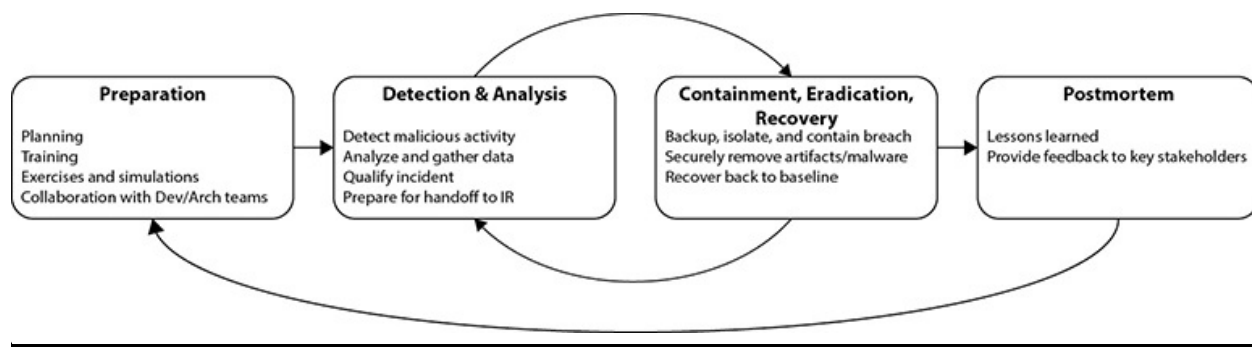 Preparation
Planning
Training
Exercises and simulations
Collaboration with Dev/Arch teams
Detection & Analysis
Detect malicious activity
Analyze and gather data
Qualify incident
Prepare for handoff to IR
Containment, Eradication,
Recovery
Backup, isolate, and contain breach
Securely remove artifacts/malware
Recover back to baseline
Postmortem
Lessons learned
Provide feedback to key stakeholders